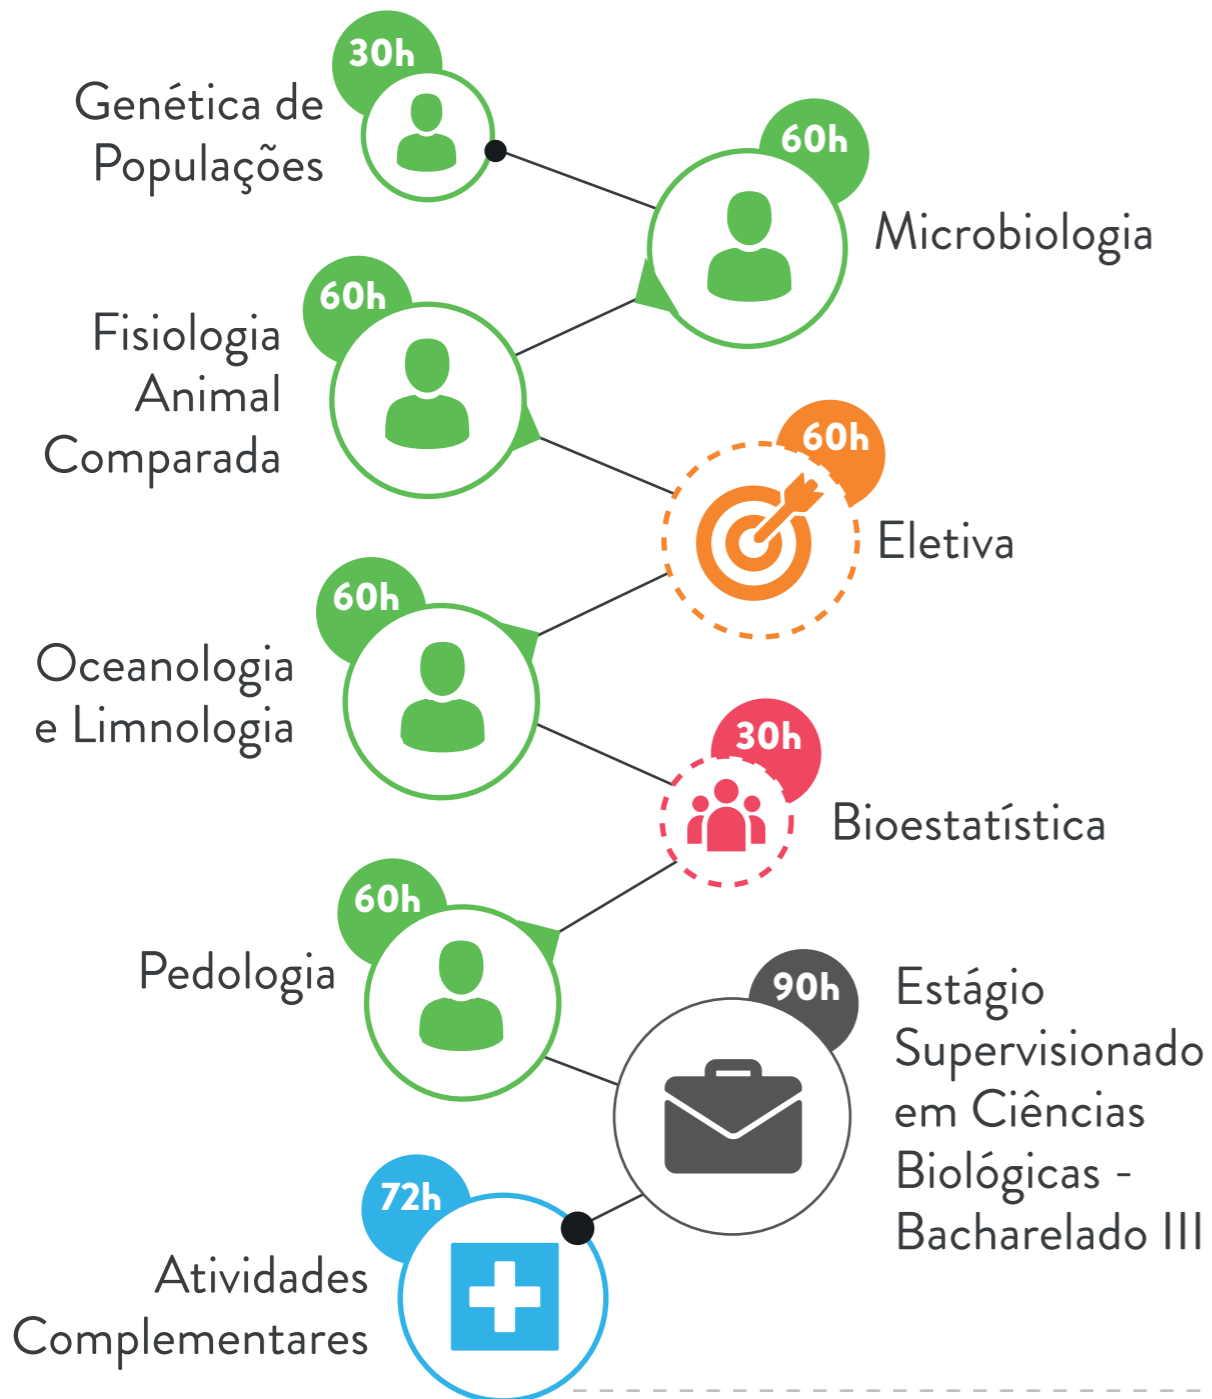 30h
Genética de
Populações
60h
Microbiologia
60h
Fisiologia
Animal
Comparada
60h
Eletiva
60h
Oceanologia
e Limnologia
30h
Bioestatística
60h
Pedologia
90h
Estágio
Supervisionado
em Ciências
Biológicas -
Bacharelado III
72h
Atividades
Complementares